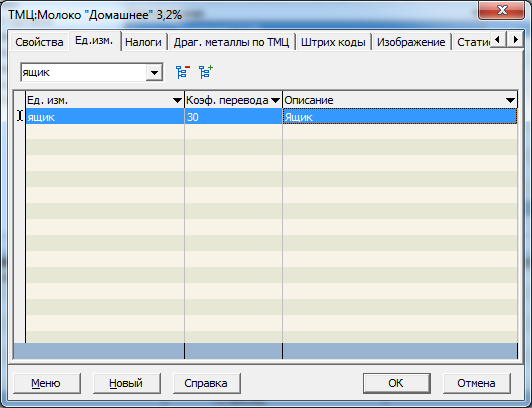 ТМЦ:Молоко "Домашнее" 3,2%
Свойства Ед.изм. Налоги Драг. металлы по ТМЦ Штрих коды Изображение Статис
ящик
Ед. изм. Коэф. перевода Описание
ящик 30 Ящик
Меню Новый Справка OK Отмена